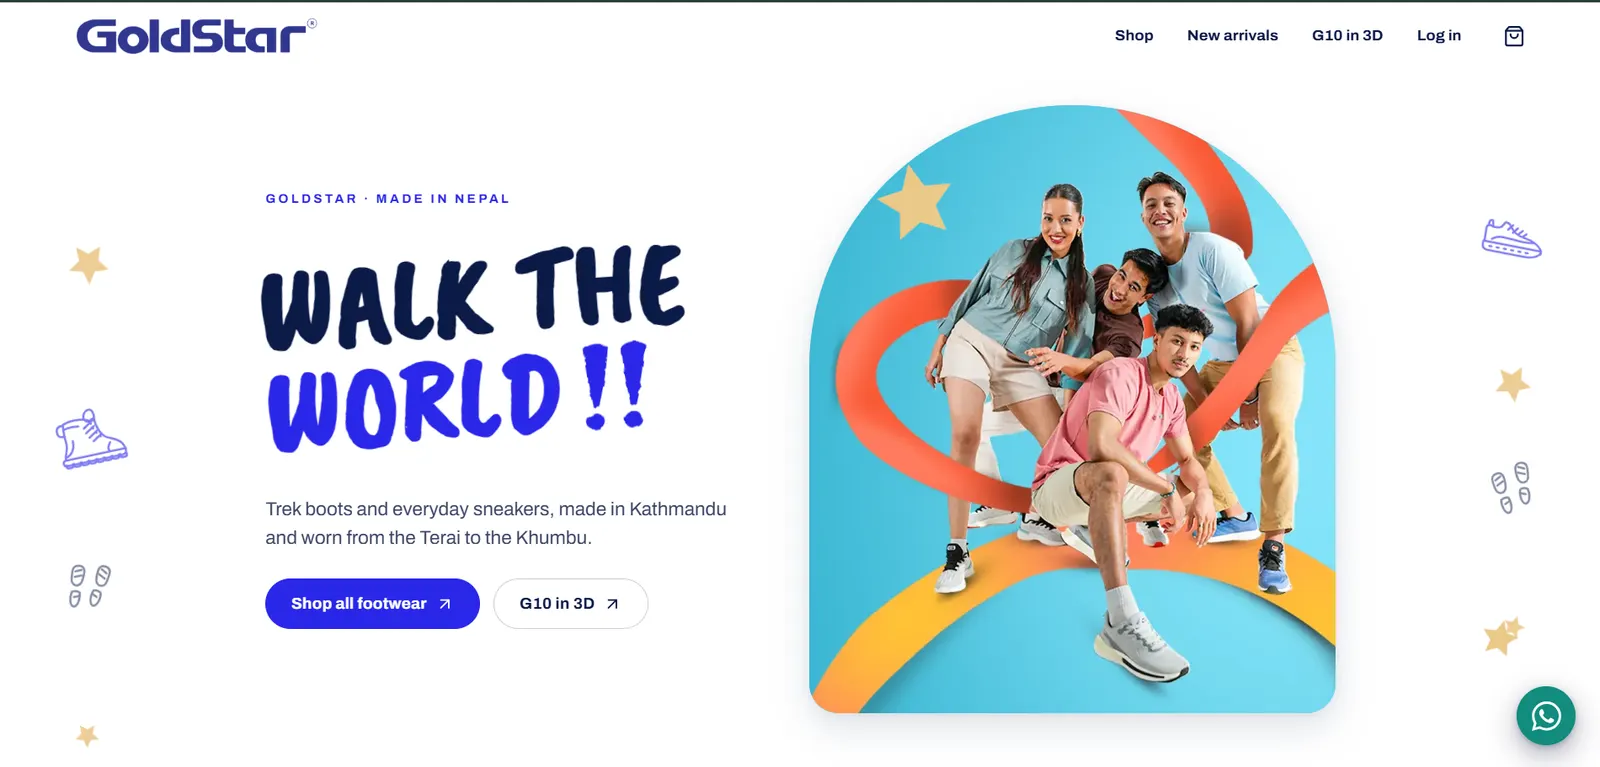 GoldStar®
Shop
New arrivals
G10 in 3D
Log in
GOLDSTAR · MADE IN NEPAL
WALK THE
WORLD !!
Trek boots and everyday sneakers, made in Kathmandu
and worn from the Terai to the Khumbu.
Shop all footwear
G10 in 3D